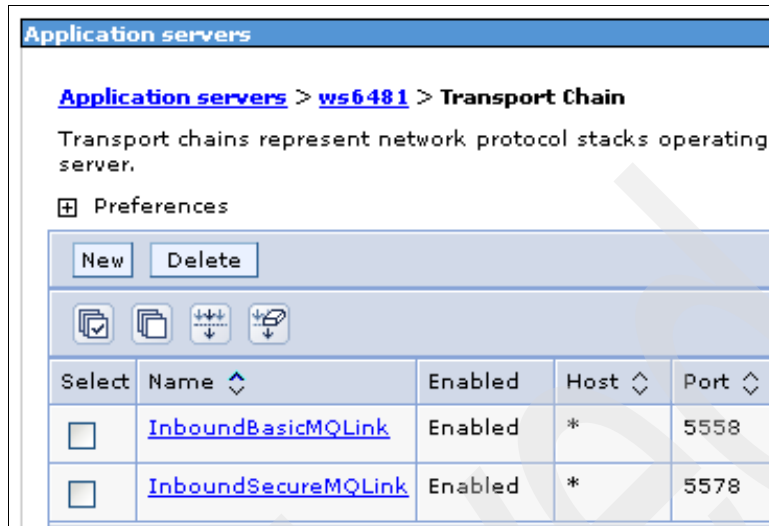 Application servers
Application servers > ws6481 > Transport Chain
Transport chains represent network protocol stacks operating
server.
Preferences
New Delete
Select Name Enabled Host Port
InboundBasicMQLink Enabled * 5558
InboundSecureMQLink Enabled * 5578